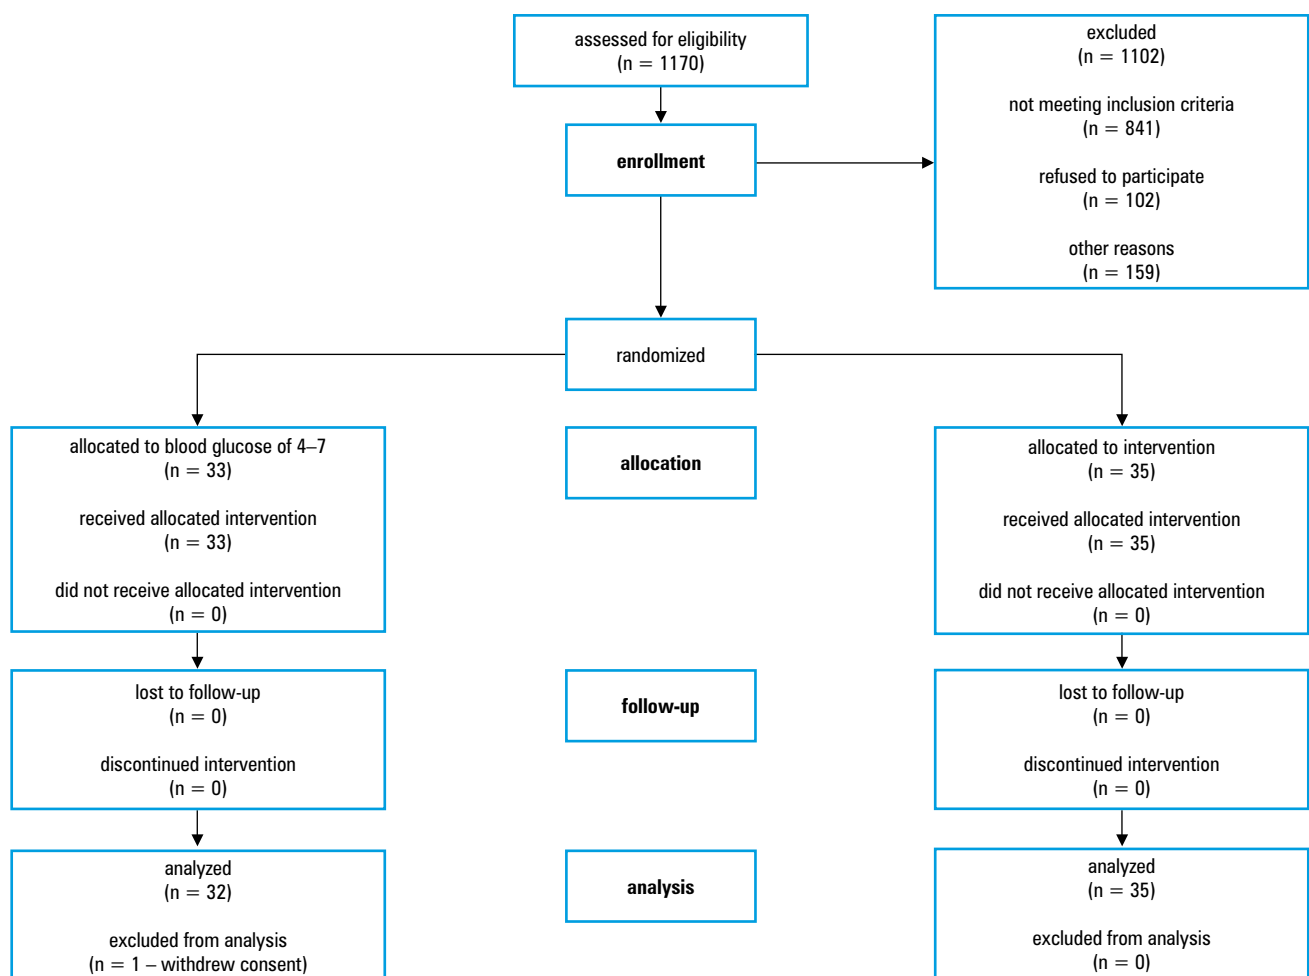 assessed for eligibility
(n = 1170)
excluded
(n = 1102)
not meeting inclusion criteria
(n = 841)
refused to participate
(n = 102)
other reasons
(n = 159)
enrollment
randomized
allocated to blood glucose of 4–7
(n = 33)
received allocated intervention
(n = 33)
did not receive allocated intervention
(n = 0)
allocation
allocated to intervention
(n = 35)
received allocated intervention
(n = 35)
did not receive allocated intervention
(n = 0)
lost to follow-up
(n = 0)
discontinued intervention
(n = 0)
follow-up
lost to follow-up
(n = 0)
discontinued intervention
(n = 0)
analyzed
(n = 32)
excluded from analysis
(n = 1 – withdrew consent)
analysis
analyzed
(n = 35)
excluded from analysis
(n = 0)